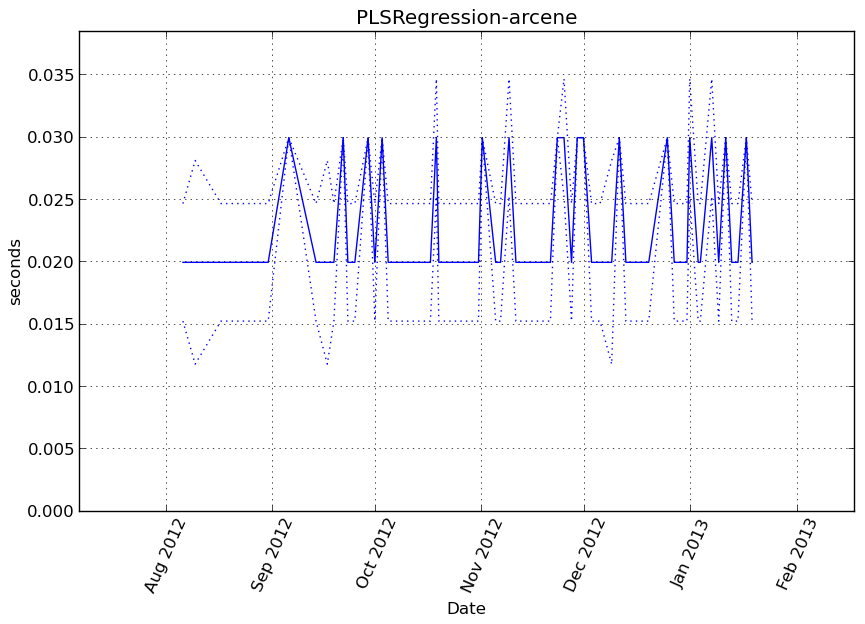 PLSRegression-arcene
seconds
0.035
0.030
0.025
0.020
0.015
0.010
0.005
0.000
Aug 2012
Sep 2012
Oct 2012
Nov 2012
Dec 2012
Jan 2013
Feb 2013
Date